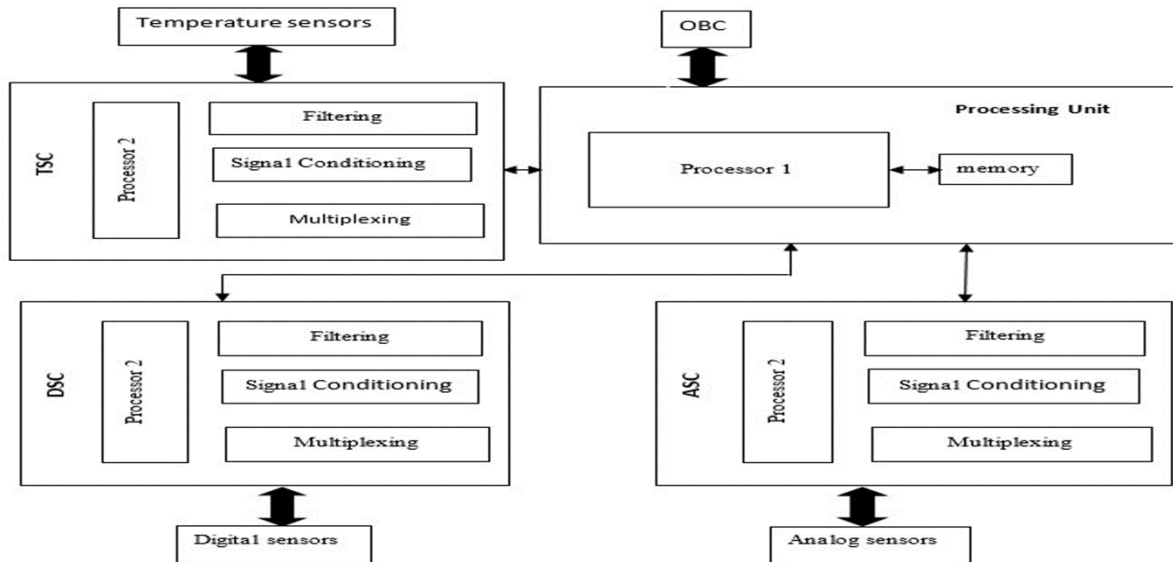 Temperature sensors
OBC
TSC
Processor 2
Filtering
Signal Conditioning
Multiplexing
Processing Unit
Processor 1
memory
DSC
Processor 2
Filtering
Signal Conditioning
Multiplexing
ASC
Processor 2
Filtering
Signal Conditioning
Multiplexing
Digital sensors
Analog sensors